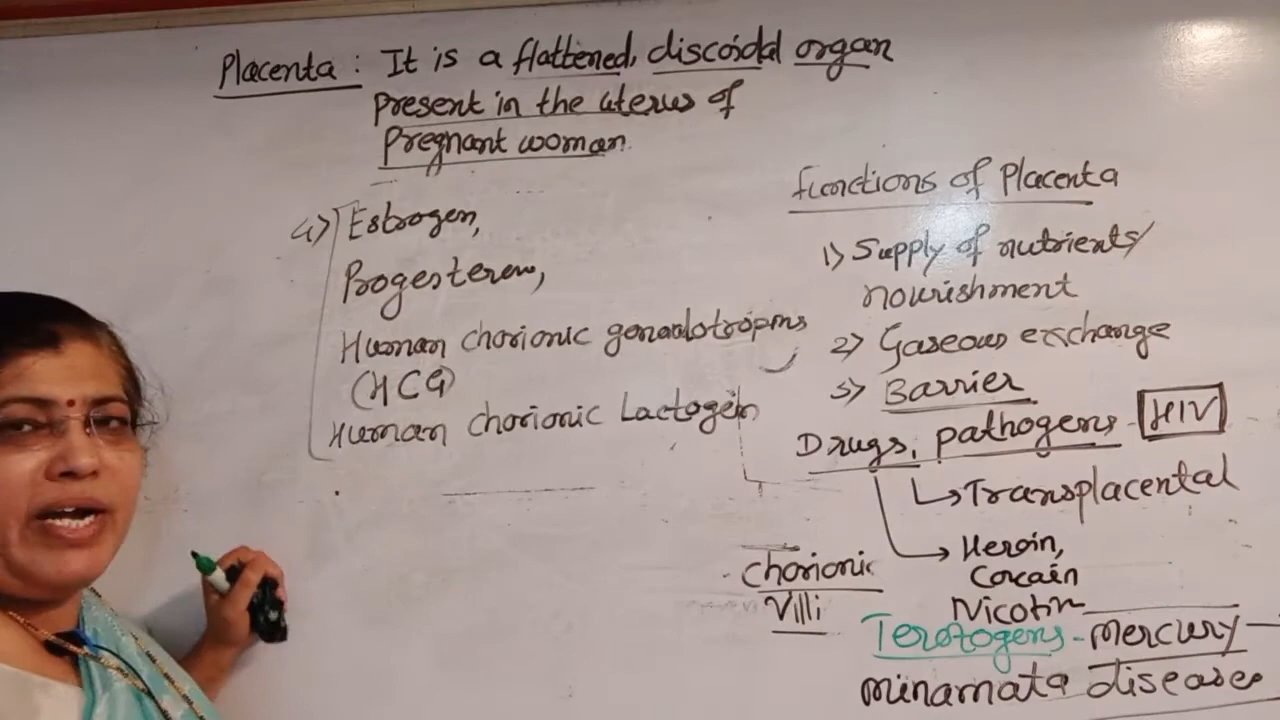 Placenta : It is a flattened, discoidal organ
present in the uterus of
Pregnant woman.
functions of Placenta
1) Supply of nutrients/
nourishment
2) Gaseous exchange
3) Barrier
Drugs, pathogens - HIV
Transplacental
Heroin,
Cocain
Nicotin
Teratogens - mercury
minamata diseases
4) Estrogen,
Progesteron,
Human chorionic gonadotropins
(HCG)
Human chorionic Lactogen
Chorionic
Villi